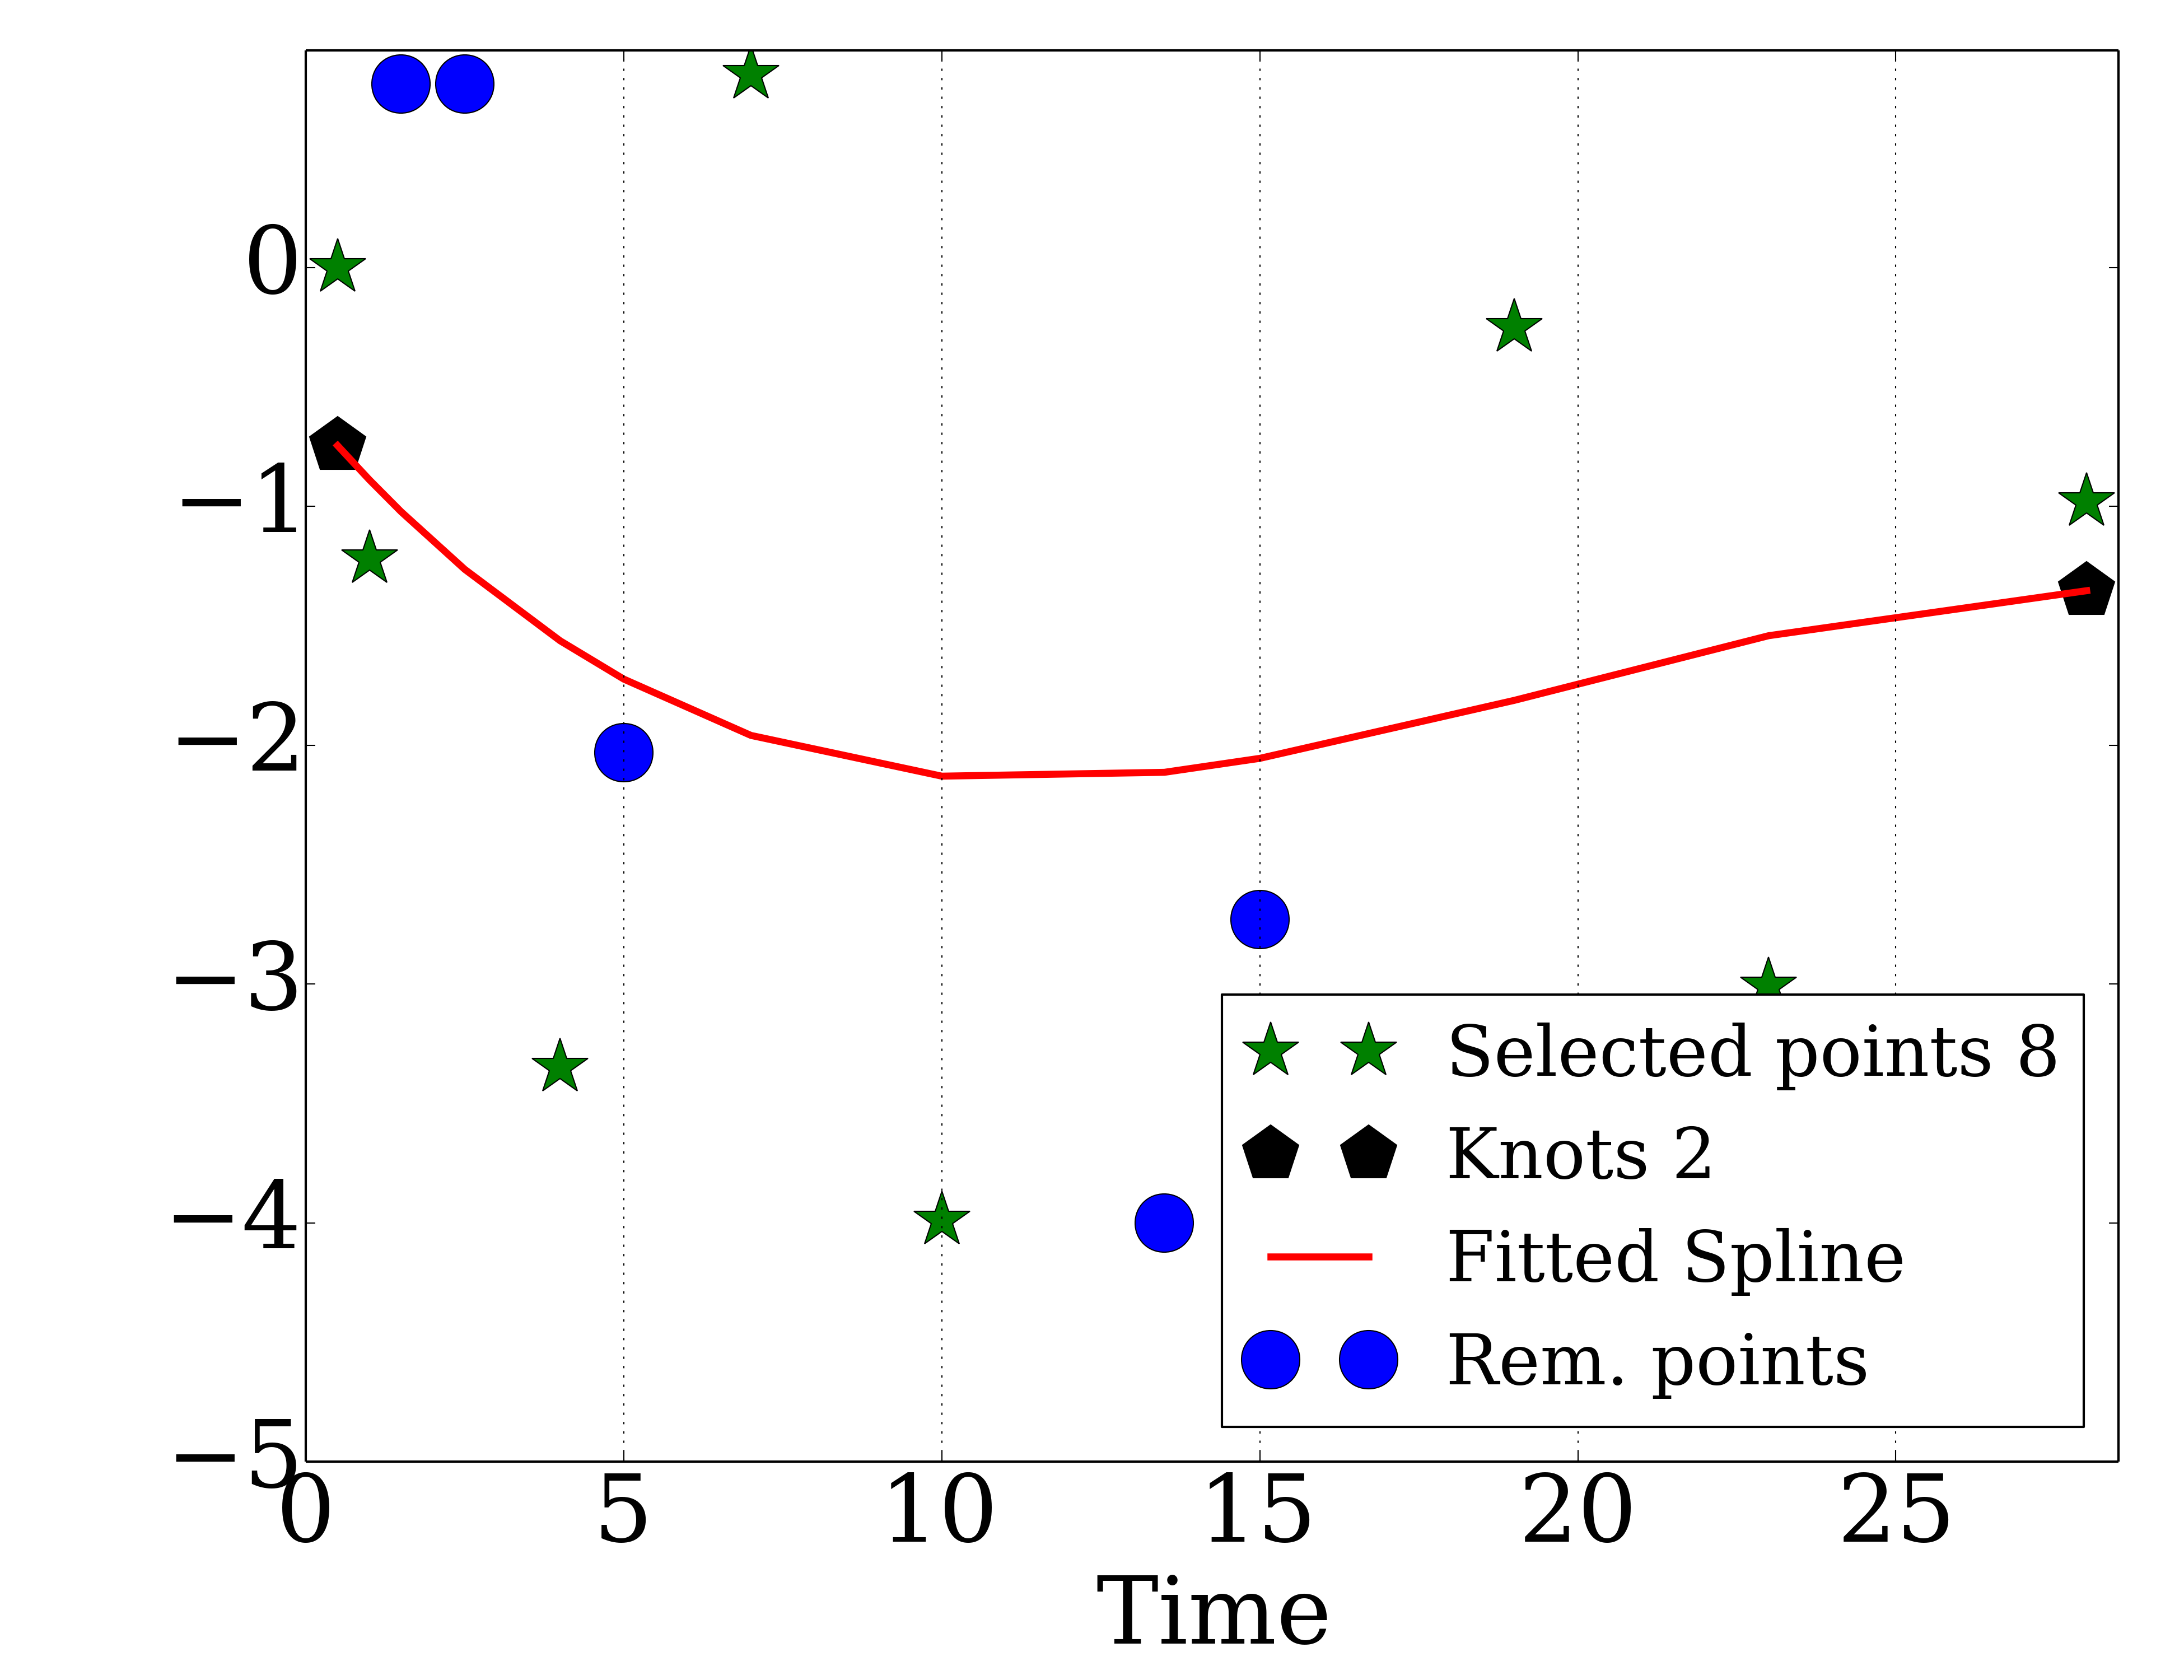 0
−1
−2
−3
−4
−5
0 5 10 15 20 25
Time
Selected points 8
Knots 2
Fitted Spline
Rem. points